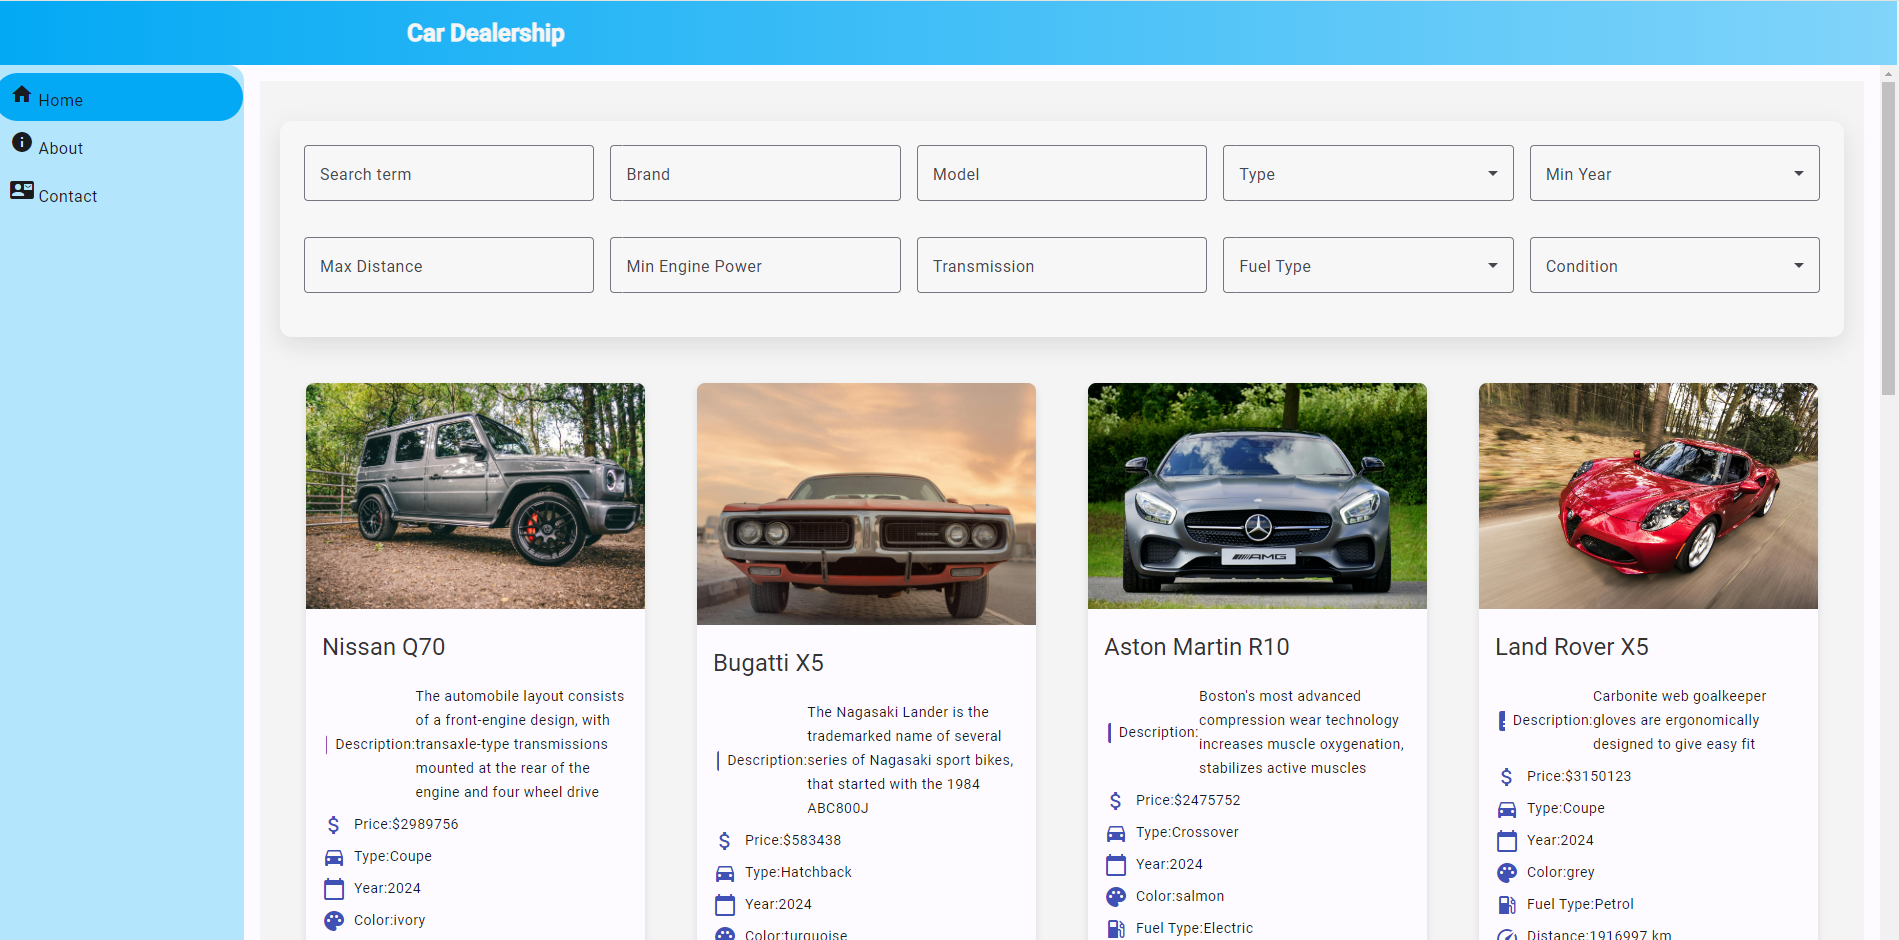 Car Dealership
Home
About
Contact
Search term
Brand
Model
Type
Min Year
Max Distance
Min Engine Power
Transmission
Fuel Type
Condition
AMG
Nissan Q70
Description:
The automobile layout consists
of a front-engine design, with
transaxle-type transmissions
mounted at the rear of the
engine and four wheel drive
Price:$2989756
Type:Coupe
Year:2024
Color:ivory
Bugatti X5
Description:
The Nagasaki Lander is the
trademarked name of several
series of Nagasaki sport bikes,
that started with the 1984
ABC800J
Price:$583438
Type:Hatchback
Year:2024
Color:turquoise
Aston Martin R10
Description:
Boston's most advanced
compression wear technology
increases muscle oxygenation,
stabilizes active muscles
Price:$2475752
Type:Crossover
Year:2024
Color:salmon
Fuel Type:Electric
Land Rover X5
Description:
Carbonite web goalkeeper
gloves are ergonomically
designed to give easy fit
Price:$3150123
Type:Coupe
Year:2024
Color:grey
Fuel Type:Petrol
Distance:1916997 km